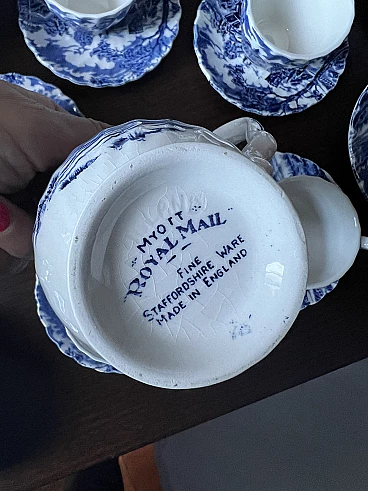 MYOTT
"ROYAL MAIL"
FINE
STAFFORDSHIRE WARE
MADE IN ENGLAND